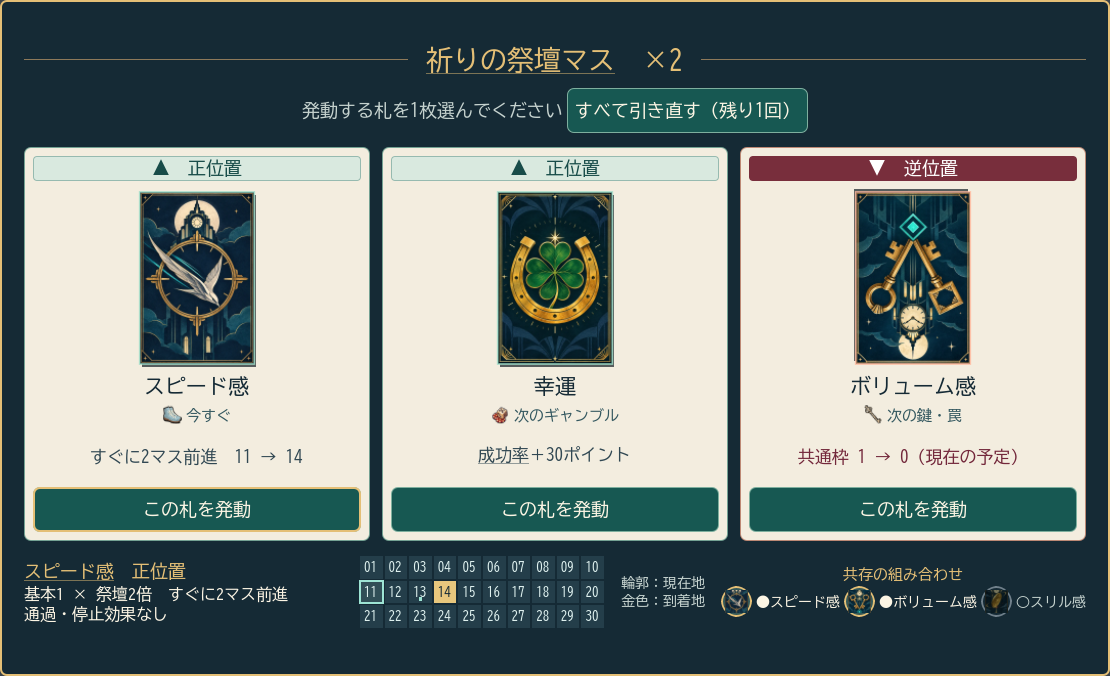 祈りの祭壇マス ×2
発動する札を1枚選んでください すべて引き直す（残り1回）
▲ 正位置
スピード感
今すぐ
すぐに2マス前進 11 → 14
この札を発動
▲ 正位置
幸運
次のギャンブル
成功率＋30ポイント
この札を発動
▼ 逆位置
ボリューム感
次の鍵・罠
共通枠 1 → 0（現在の予定）
この札を発動
スピード感 正位置
基本1 × 祭壇2倍 すぐに2マス前進
通過・停止効果なし
01 02 03 04 05 06 07 08 09 10
11 12 13 14 15 16 17 18 19 20
21 22 23 24 25 26 27 28 29 30
輪郭：現在地
金色：到着地
共存の組み合わせ
●スピード感 ●ボリューム感 ○スリル感